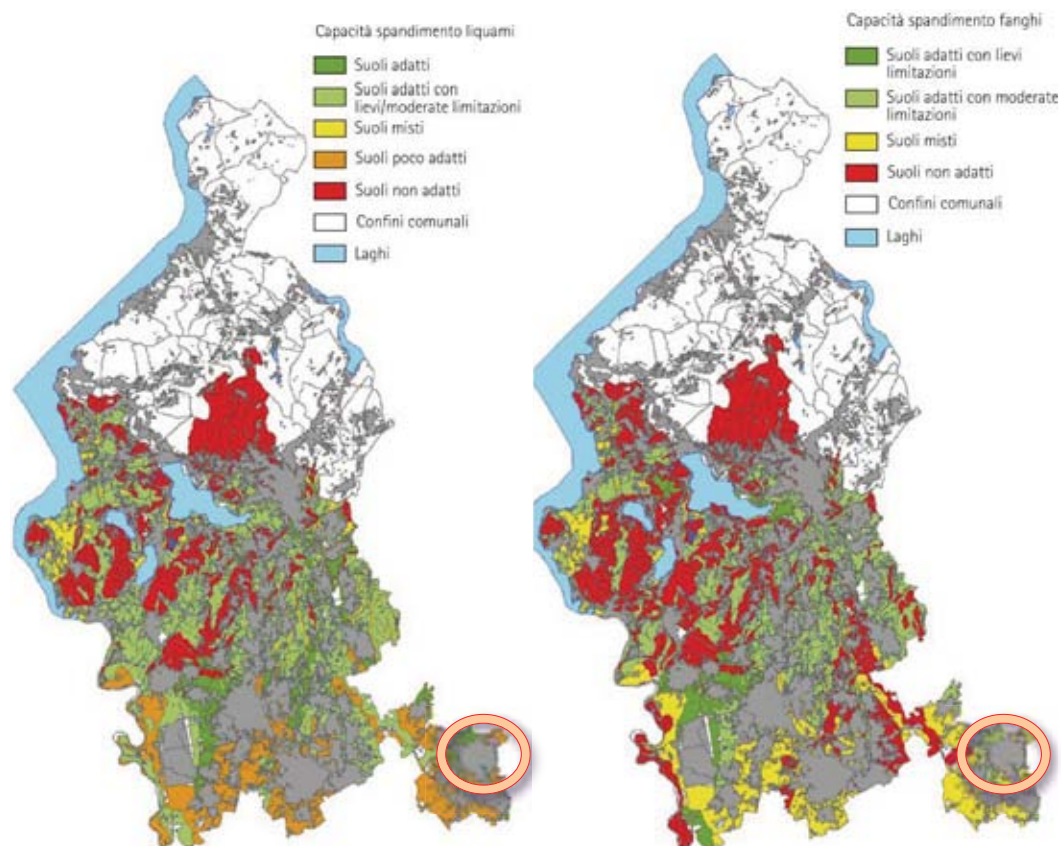 Capacità spandimento liquami
Suoli adatti
Suoli adatti con
lievi/moderate limitazioni
Suoli misti
Suoli poco adatti
Suoli non adatti
Confini comunali
Laghi
Capacità spandimento fanghi
Suoli adatti con lievi
limitazioni
Suoli adatti con moderate
limitazioni
Suoli misti
Suoli non adatti
Confini comunali
Laghi